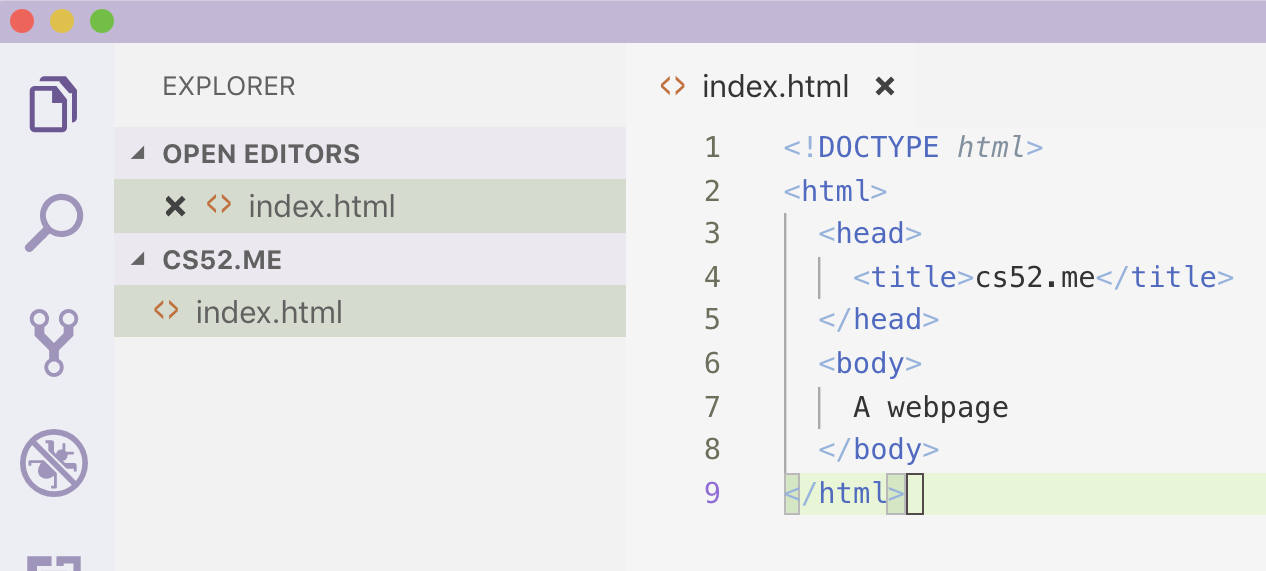 EXPLORER
OPEN EDITORS
index.html
CS52.ME
index.html
index.html
1 <!DOCTYPE html>
2 <html>
3   <head>
4     <title>cs52.me</title>
5   </head>
6   <body>
7     A webpage
8   </body>
9 </html>